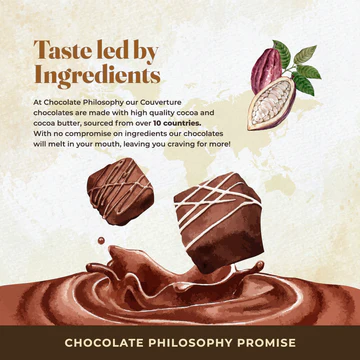 Taste led by
Ingredients
At Chocolate Philosophy our Couverture
chocolates are made with high quality cocoa and
cocoa butter, sourced from over 10 countries.
With no compromise on ingredients our chocolates
will melt in your mouth, leaving you craving for more!
CHOCOLATE PHILOSOPHY PROMISE